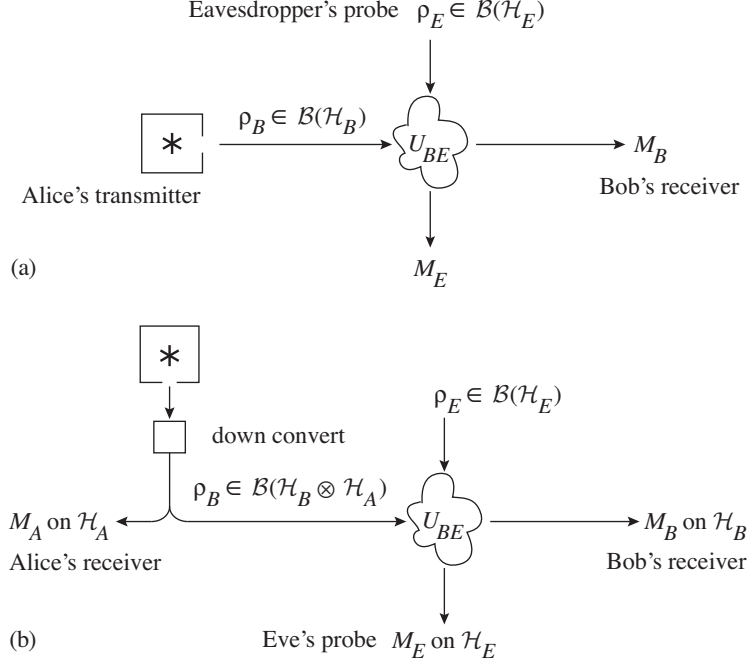 Eavesdropper's probe ρ_E ∈ ℬ(ℋ_E)
ρ_B ∈ ℬ(ℋ_B)
*
U_BE
M_B
Alice's transmitter
Bob's receiver
(a)
M_E
*
ρ_E ∈ ℬ(ℋ_E)
down convert
ρ_B ∈ ℬ(ℋ_B ⊗ ℋ_A)
M_A on ℋ_A
U_BE
M_B on ℋ_B
Alice's receiver
Bob's receiver
(b)
Eve's probe M_E on ℋ_E